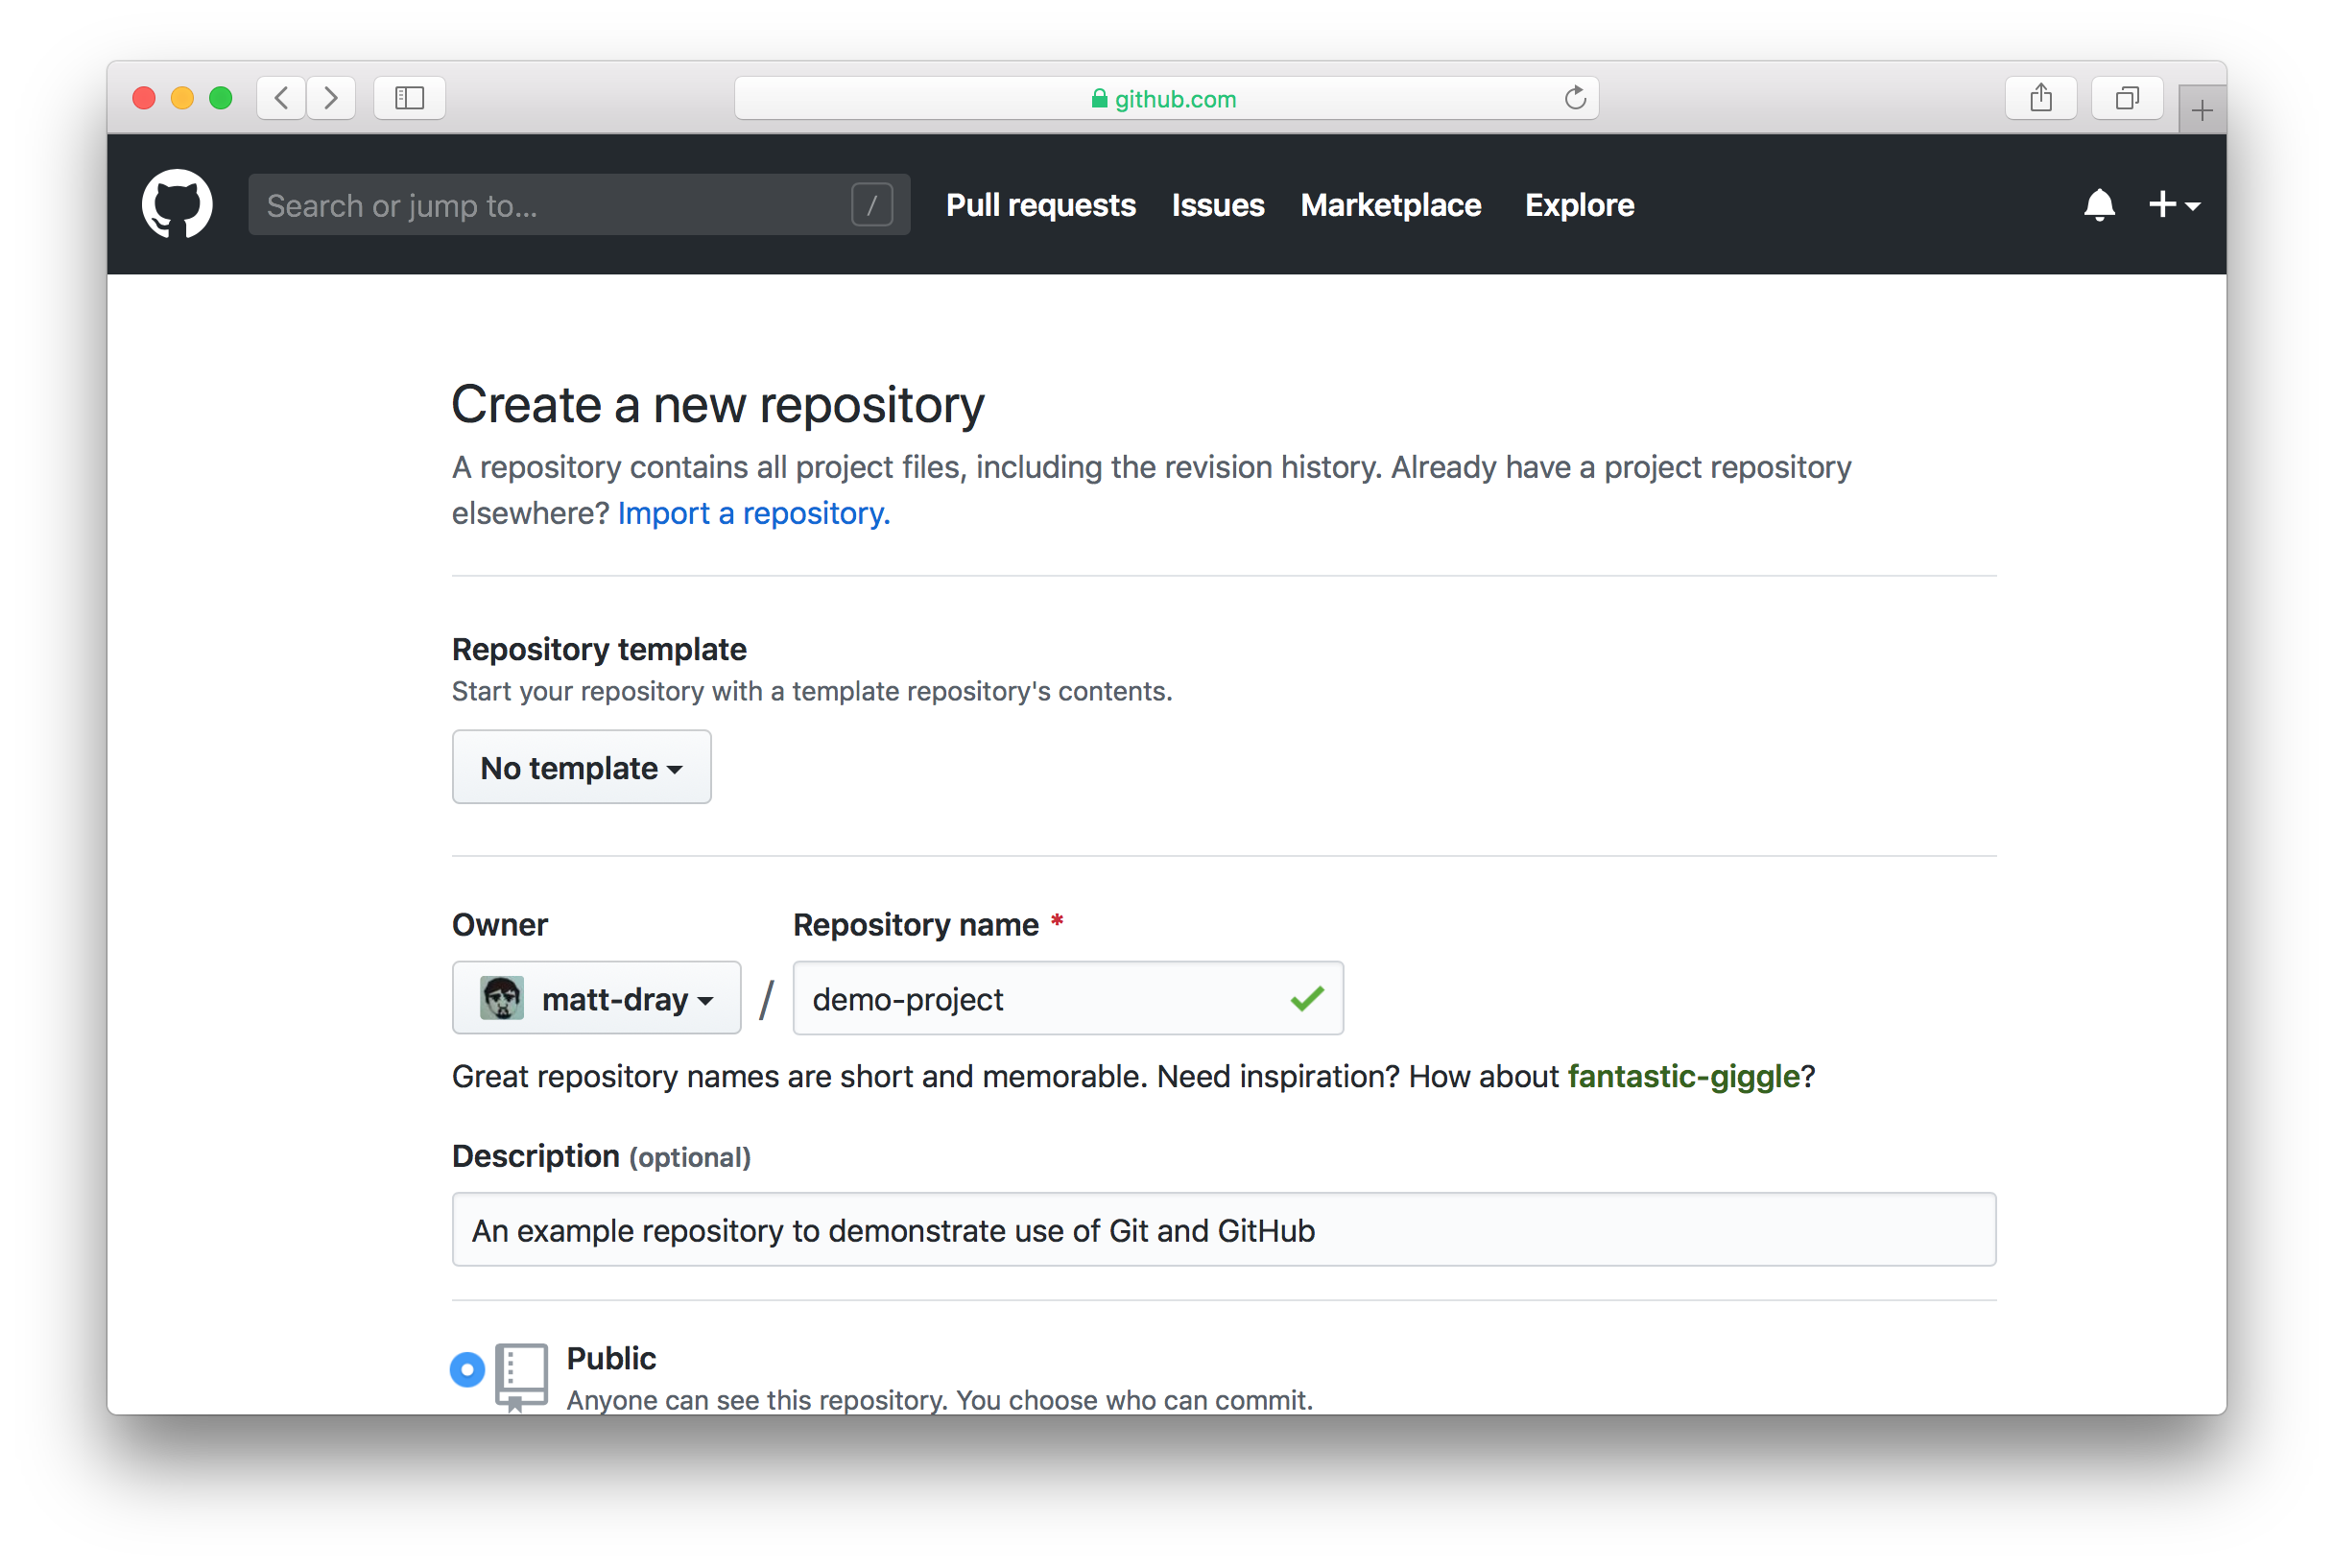 github.com
Search or jump to... /
Pull requests Issues Marketplace Explore
Create a new repository
A repository contains all project files, including the revision history. Already have a project repository
elsewhere? Import a repository.
Repository template
Start your repository with a template repository's contents.
No template
Owner Repository name *
matt-dray / demo-project
Great repository names are short and memorable. Need inspiration? How about fantastic-giggle?
Description (optional)
An example repository to demonstrate use of Git and GitHub
Public
Anyone can see this repository. You choose who can commit.